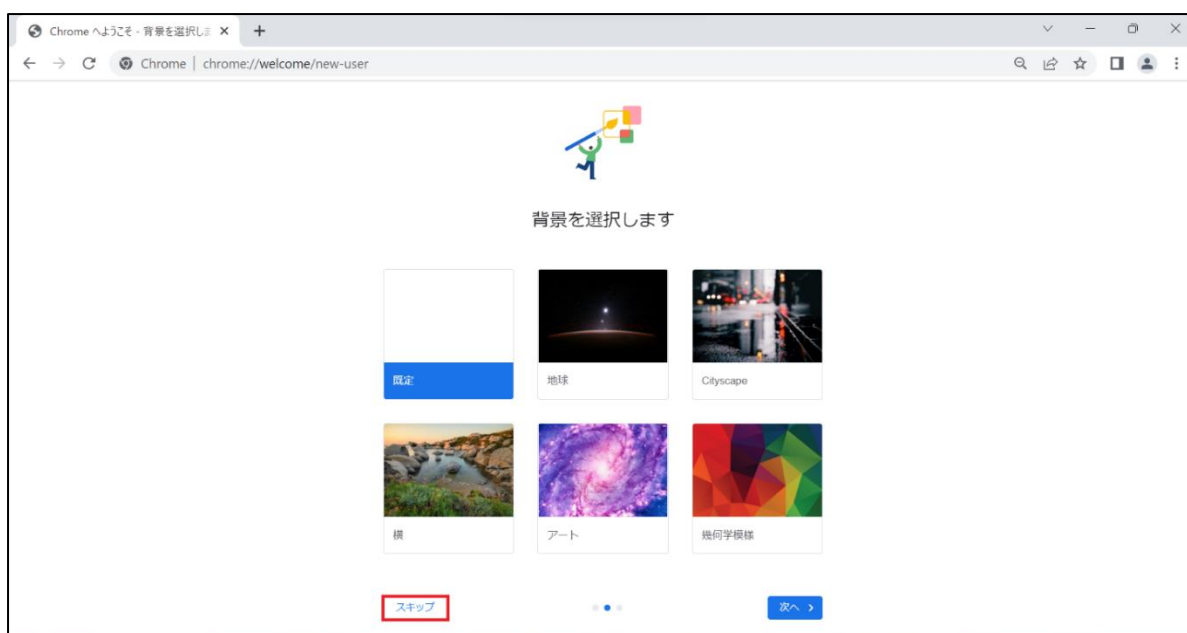 Chrome へようこそ - 背景を選択しま
Chrome | chrome://welcome/new-user
背景を選択します
既定
地球
Cityscape
横
アート
幾何学模様
スキップ
次へ